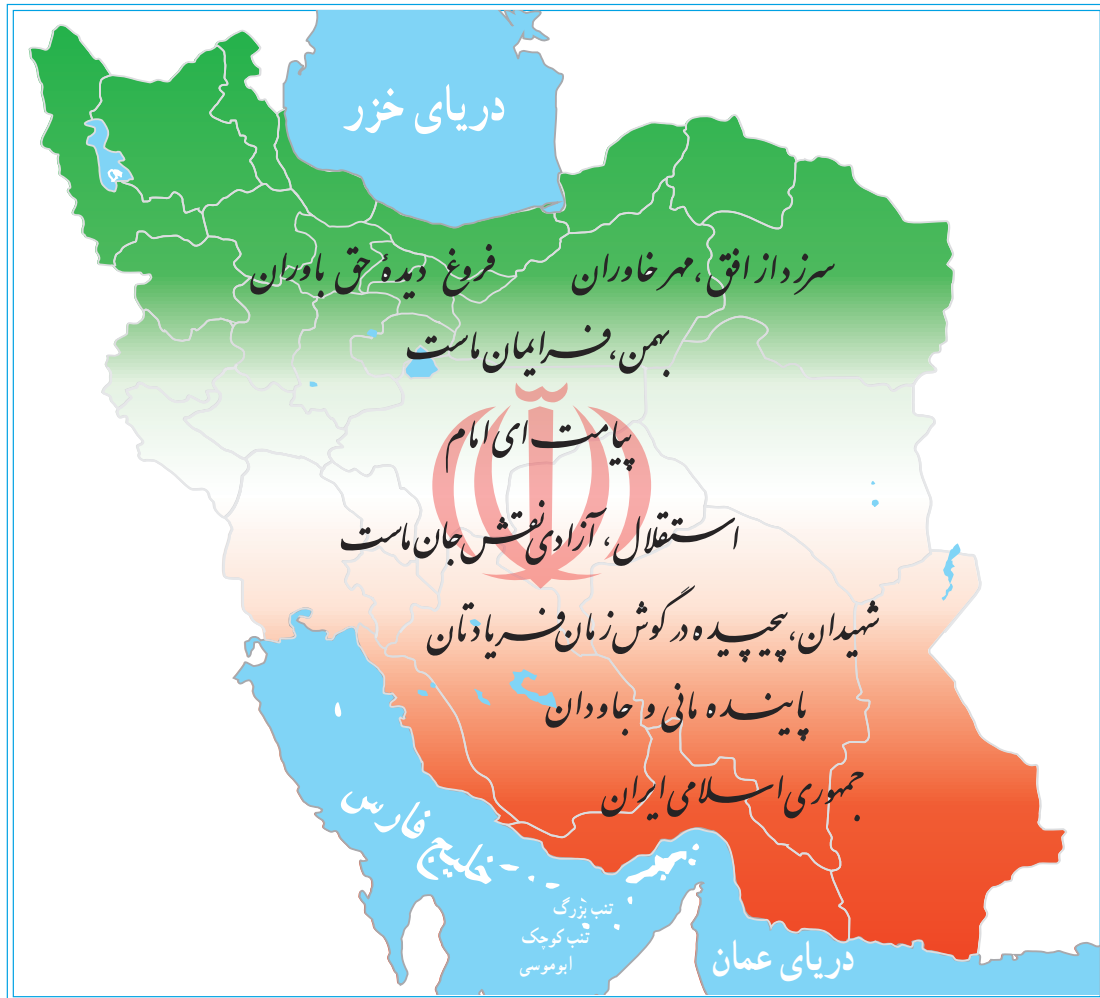 دریای خزر
سرزد از افق، مهر خاوران فروغ دیدهٔ حق باوران
بهمن، فر ایمان ماست
پیامت ای امام
استقلال، آزادی نقش جان ماست
شهیدان، پیچیده در گوش زمان فریادتان
پاینده مانی و جاودان
جمهوری اسلامی ایران
خلیج فارس
تنب بزرگ
تنب کوچک
ابوموسی
دریای عمان